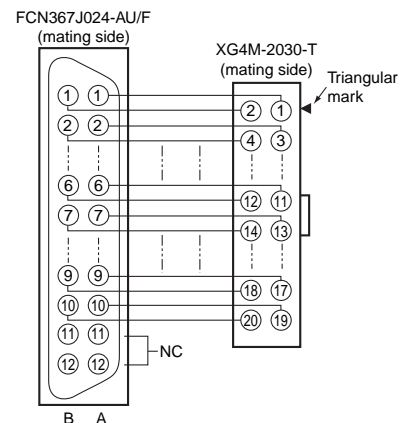 FCN367J024-AU/F
(mating side)
XG4M-2030-T
(mating side)
Triangular
mark
1 1
2 1
2 2
4 3
6 6
12 11
7 7
14 13
9 9
18 17
10 10
20 19
11 11
NC
12 12
B A